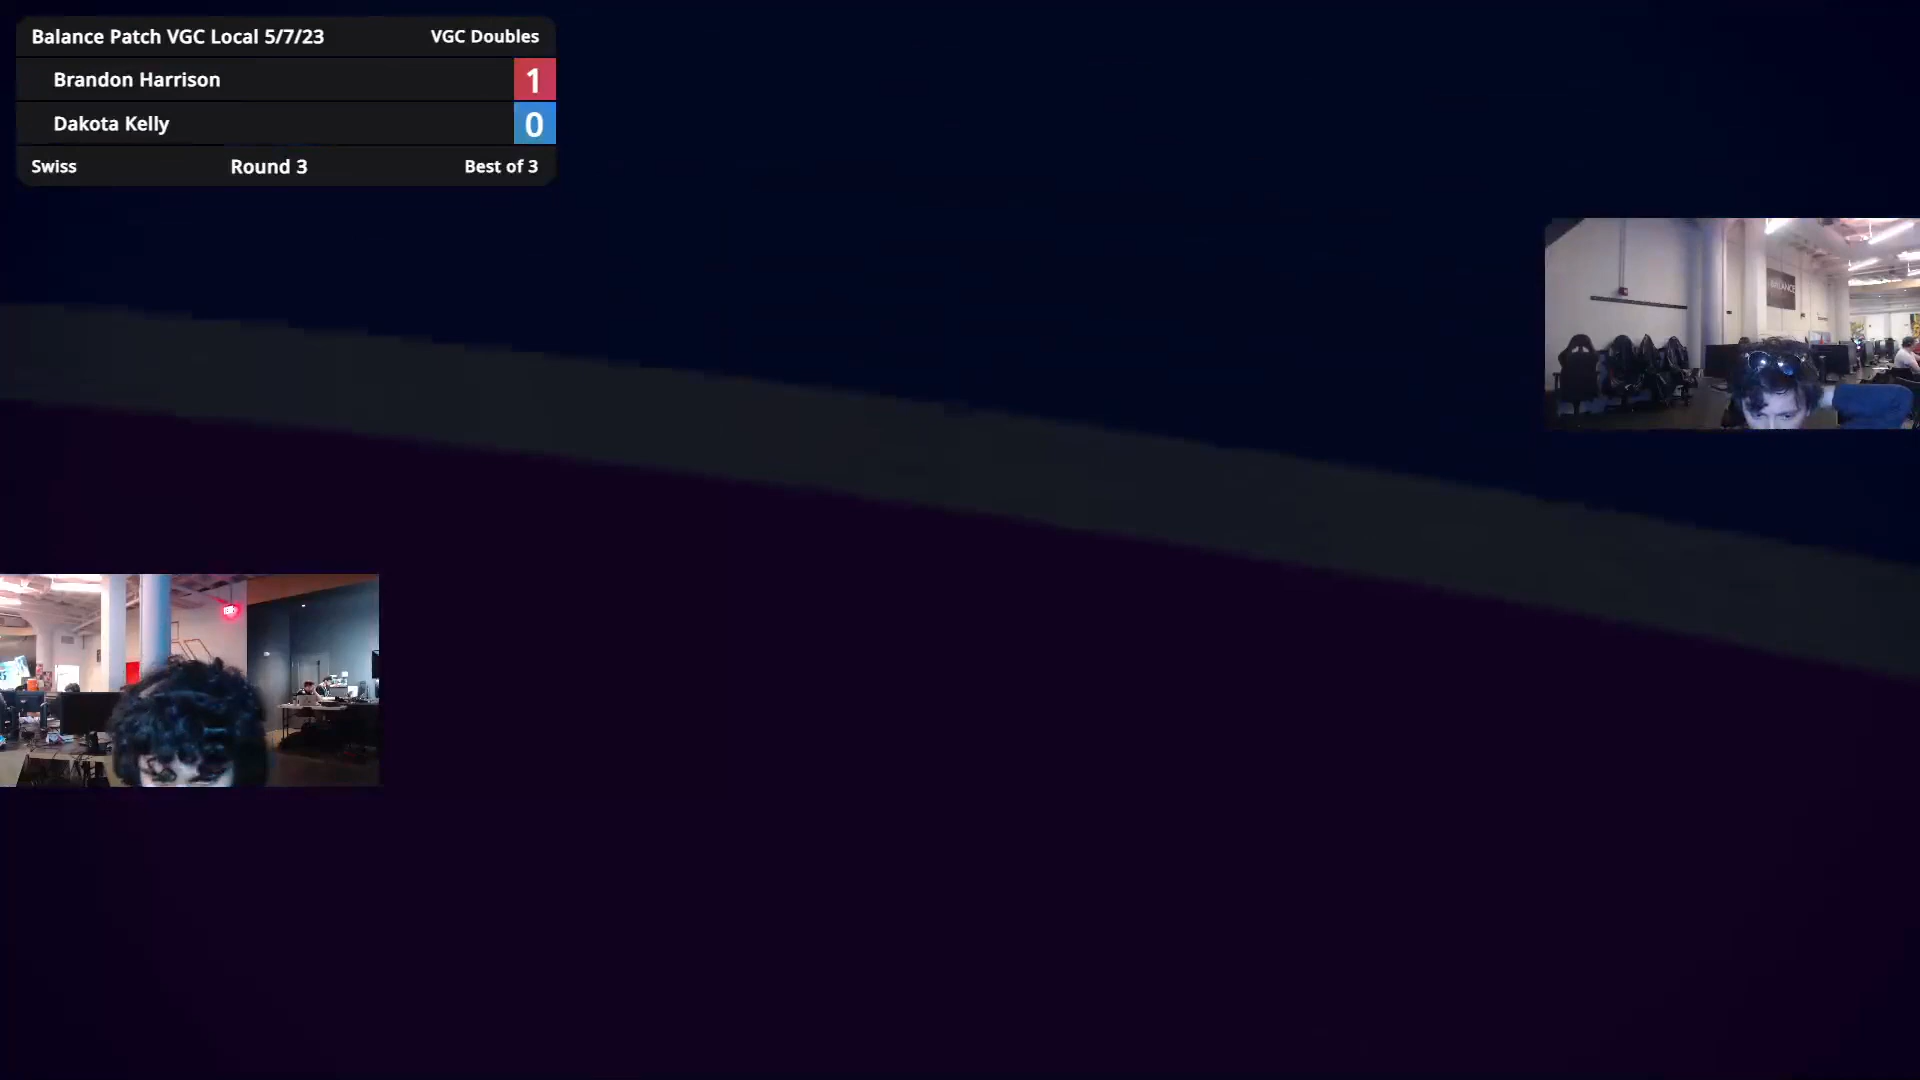 Balance Patch VGC Local 5/7/23 VGC Doubles
Brandon Harrison 1
Dakota Kelly 0
Swiss Round 3 Best of 3